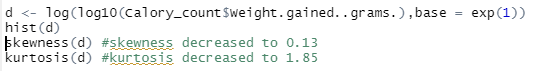 d <- log(log10(calory_count$Weight.gained..grams.),base = exp(1))
hist(d)
skewness(d) #skewness decreased to 0.13
kurtosis(d) #kurtosis decreased to 1.85